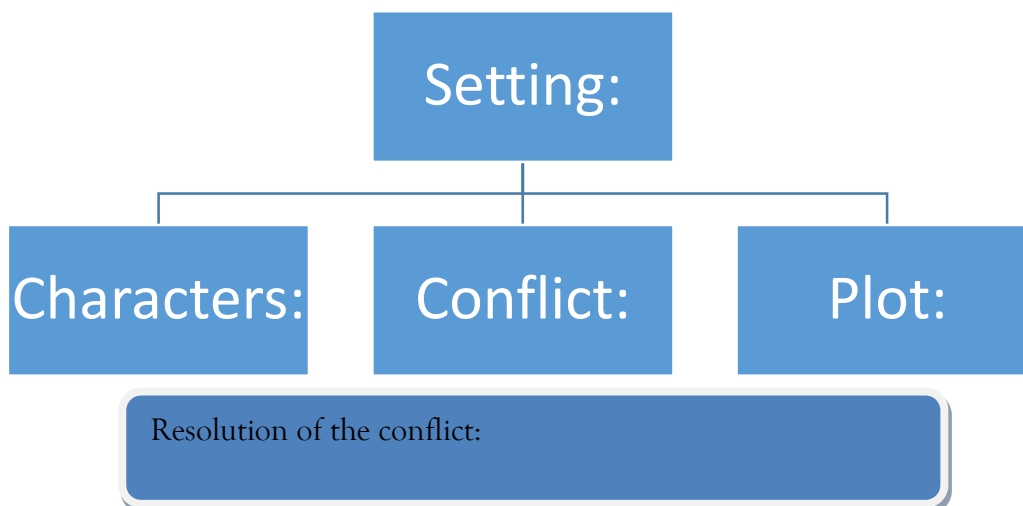 Setting:
Characters:
Conflict:
Plot:
Resolution of the conflict: